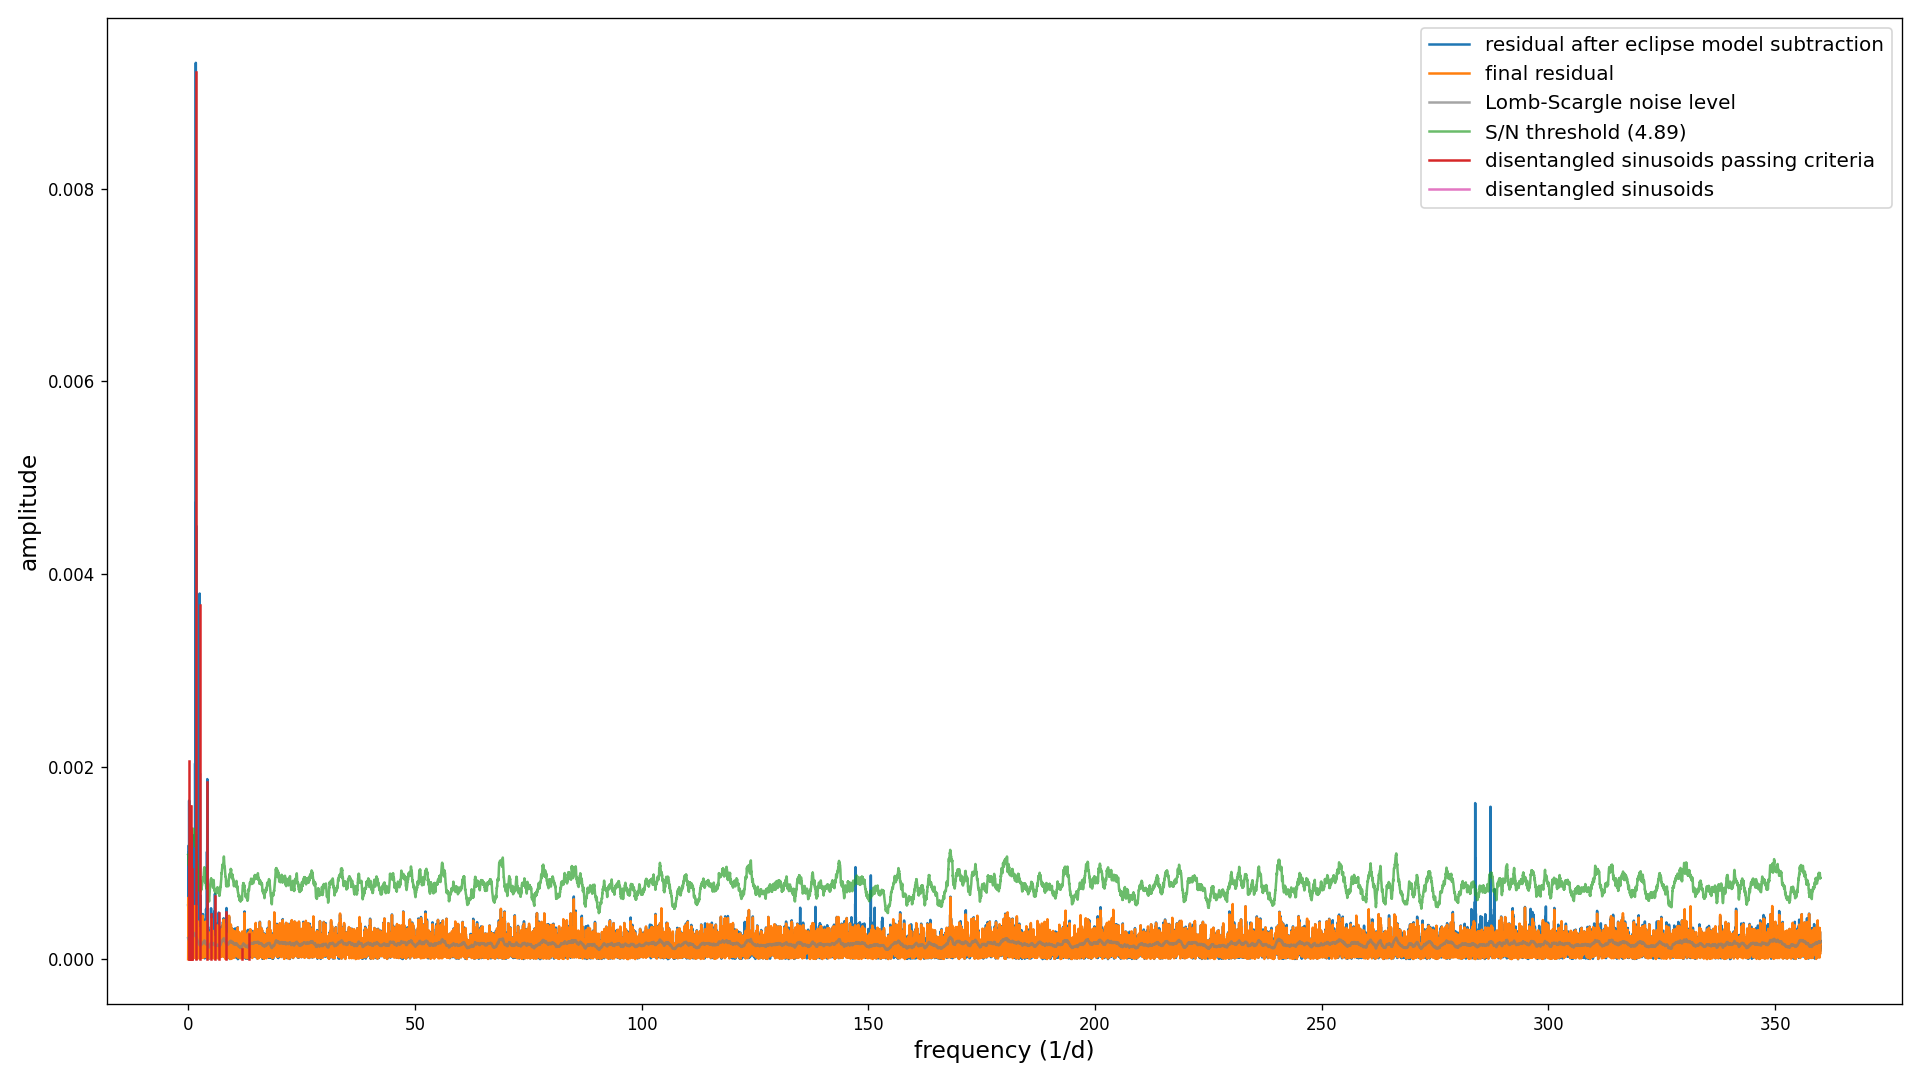 residual after eclipse model subtraction
final residual
Lomb-Scargle noise level
S/N threshold (4.89)
disentangled sinusoids passing criteria
disentangled sinusoids
0.008
0.006
0.004
0.002
0.000
amplitude
0 50 100 150 200 250 300 350
frequency (1/d)